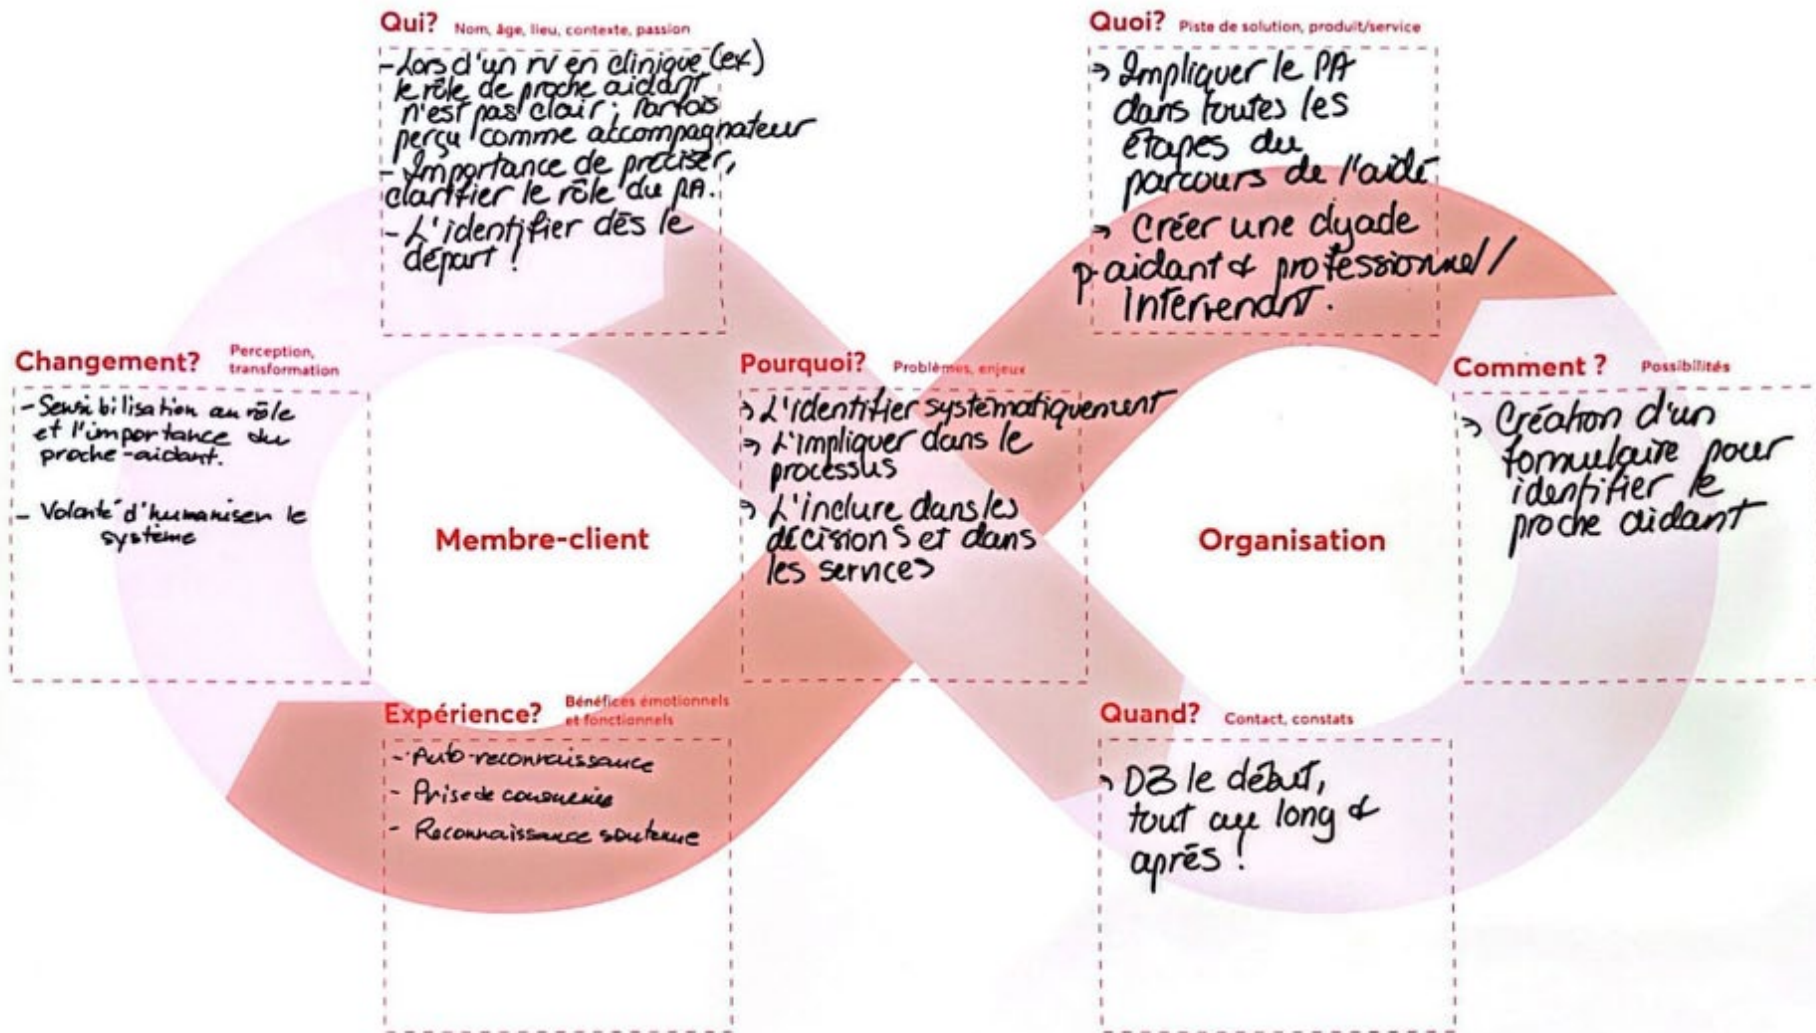 Qui? Nom, âge, lieu, contexte, passion
- Lors d'un rv en clinique (ex)
le rôle de proche aidant
n'est pas clair; Parfois
perçu comme accompagnateur
- Importance de préciser,
clarifier le rôle du PA.
- L'identifier dès le
départ !
Quoi? Piste de solution, produit/service
→ Impliquer le PA
dans toutes les
étapes du
parcours de l'aidé
→ Créer une dyade
p-aidant & professionnel/
Intervenant.
Changement? Perception,
transformation
- Sensibilisation au rôle
et l'importance du
proche-aidant.
- Volonté d'humaniser le
système
Membre-client
Pourquoi? Problèmes, enjeux
→ L'identifier systématiquement
→ L'impliquer dans le
processus
→ L'inclure dans les
décisions et dans
les services
Organisation
Comment ? Possibilités
→ Création d'un
formulaire pour
identifier le
proche aidant
Expérience? Bénéfices émotionnels
et fonctionnels
- Auto-reconnaissance
- Prise de conscience
- Reconnaissance soutenue
Quand? Contact, constats
→ Dès le début,
tout au long &
après !